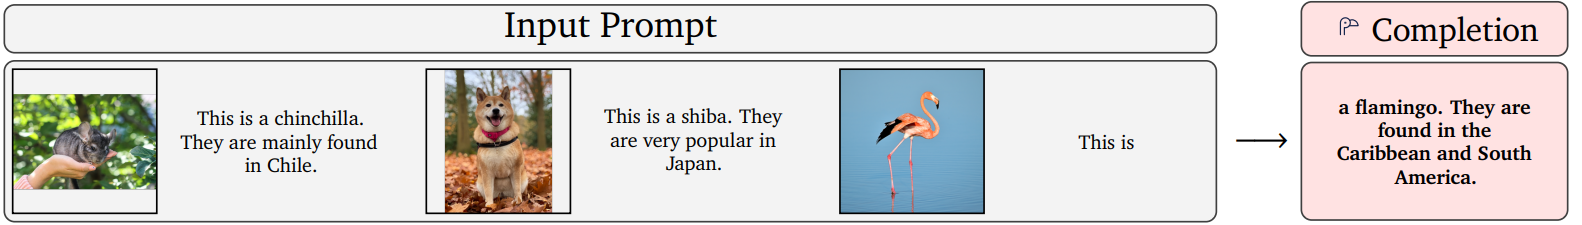 Input Prompt
Completion
This is a chinchilla.
They are mainly found
in Chile.
This is a shiba. They
are very popular in
Japan.
This is
a flamingo. They are
found in the
Caribbean and South
America.